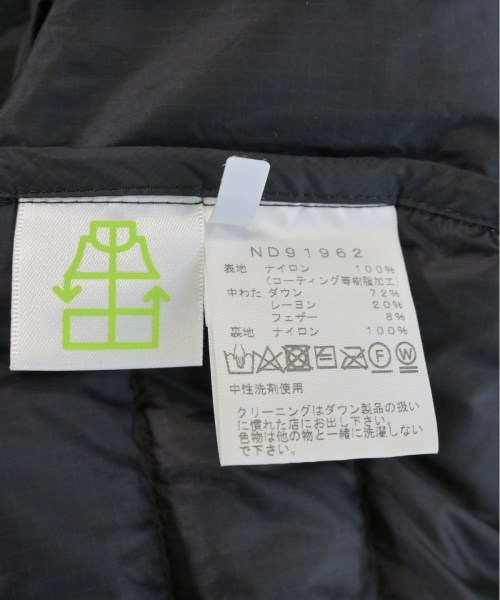 ND91962
表地 ナイロン 100%
(コーティング等樹脂加工)
中わた ダウン 72%
レーヨン 20%
フェザー 8%
裏地 ナイロン 100%
F W
中性洗剤使用
クリーニングはダウン製品の扱い
に慣れた店にお出し下さい。
色物は他の物と一緒に洗濯しない
で下さい。